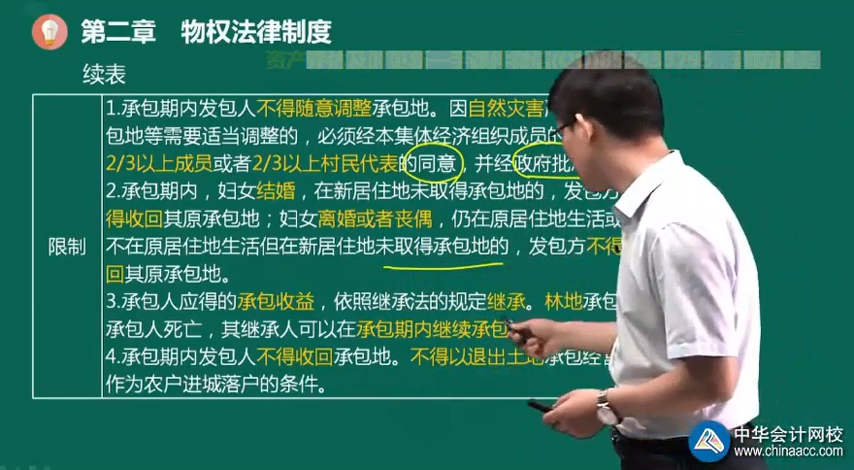 第二章 物权法律制度
续表
限制
1.承包期内发包人不得随意调整承包地。因自然灾害
包地等需要适当调整的，必须经本集体经济组织成员的
2/3以上成员或者2/3以上村民代表的同意，并经政府批
2.承包期内，妇女结婚，在新居住地未取得承包地的，发包方
得收回其原承包地；妇女离婚或者丧偶，仍在原居住地生活或
不在原居住地生活但在新居住地未取得承包地的，发包方不得
回其原承包地。
3.承包人应得的承包收益，依照继承法的规定继承。林地承包
承包人死亡，其继承人可以在承包期内继续承包
4.承包期内发包人不得收回承包地。不得以退出土地承包经营
作为农户进城落户的条件。
中华会计网校
www.chinaacc.com